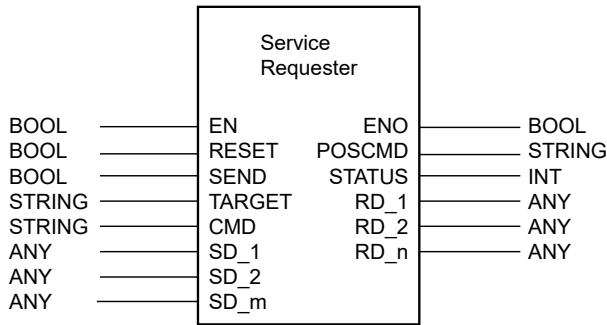 Service
Requester
BOOL EN ENO BOOL
BOOL RESET POSCMD STRING
BOOL SEND STATUS INT
STRING TARGET RD_1 ANY
STRING CMD RD_2 ANY
ANY SD_1 RD_n ANY
ANY SD_2
ANY SD_m